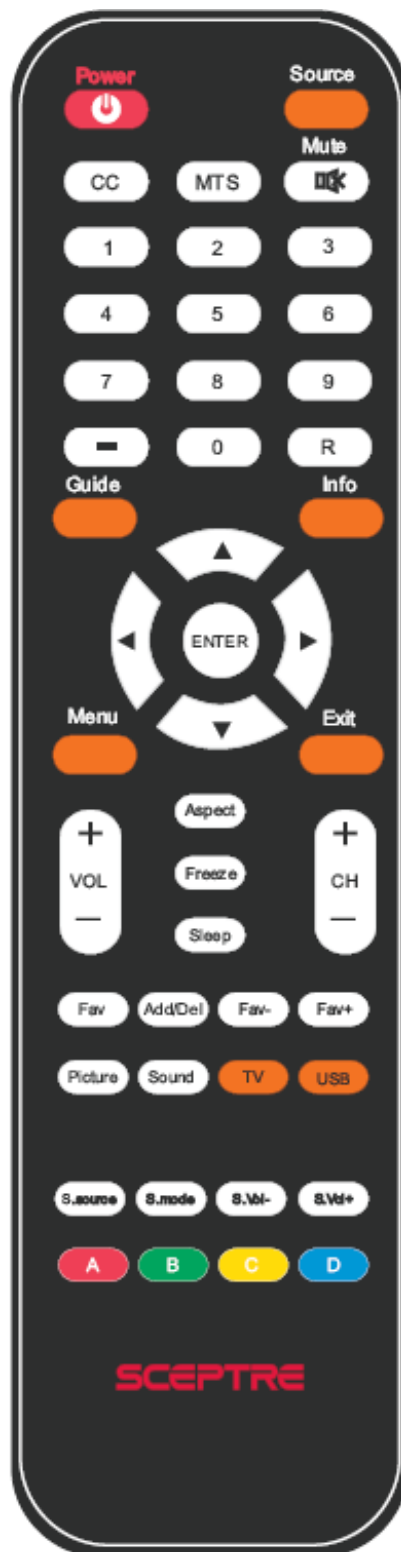 Power Source
Mute
CC MTS
1 2 3
4 5 6
7 8 9
0 R
Guide Info
ENTER
Menu Exit
Aspect
+ +
VOL Freeze CH
— —
Sleep
Fav Add/Del Fav- Fav+
Picture Sound TV USB
S.source S.mode S.Vol- S.Vol+
A B C D
SCEPTRE